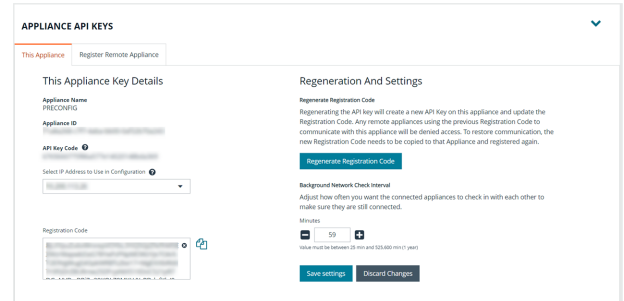 APPLIANCE API KEYS
This Appliance
Register Remote Appliance
This Appliance Key Details
Appliance Name
PRECONFIG
Appliance ID
API Key Code
Select IP Address to Use in Configuration
Registration Code
Regeneration And Settings
Regenerate Registration Code
Regenerating the API key will create a new API Key on this appliance and update the
Registration Code. Any remote appliances using the previous Registration Code to
communicate with this appliance will be denied access. To restore communication, the
new Registration Code needs to be copied to that Appliance and registered again.
Regenerate Registration Code
Background Network Check Interval
Adjust how often you want the connected appliances to check in with each other to
make sure they are still connected.
Minutes
59
Value must be between 25 min and 525,600 min (1 year)
Save settings
Discard Changes